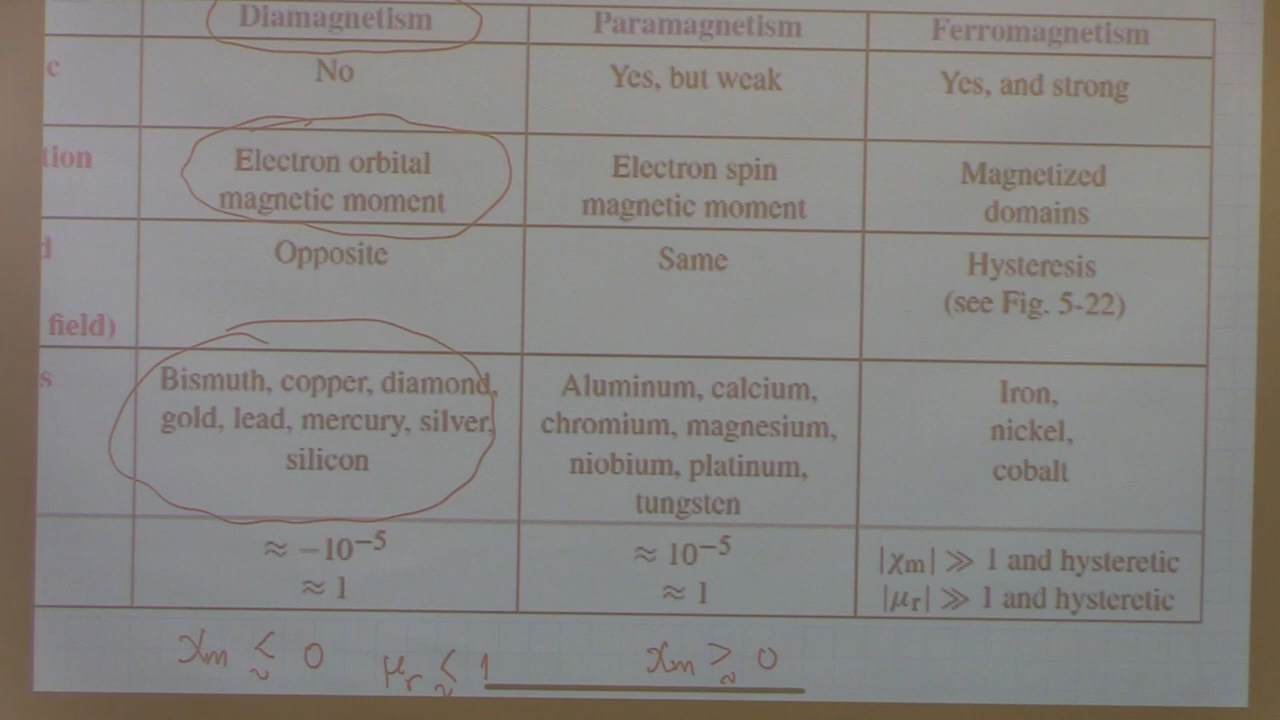 Diamagnetism Paramagnetism Ferromagnetism
c No Yes, but weak Yes, and strong
tion Electron orbital Electron spin Magnetized
magnetic moment magnetic moment domains
d Opposite Same Hysteresis
(see Fig. 5-22)
field)
s Bismuth, copper, diamond, Aluminum, calcium, Iron,
gold, lead, mercury, silver, chromium, magnesium, nickel,
silicon niobium, platinum, cobalt
tungsten
≈ −10⁻⁵ ≈ 10⁻⁵ |χm| ≫ 1 and hysteretic
≈ 1 ≈ 1 |μr| ≫ 1 and hysteretic
χm ≲ 0 μr ≲ 1 χm ≳ 0